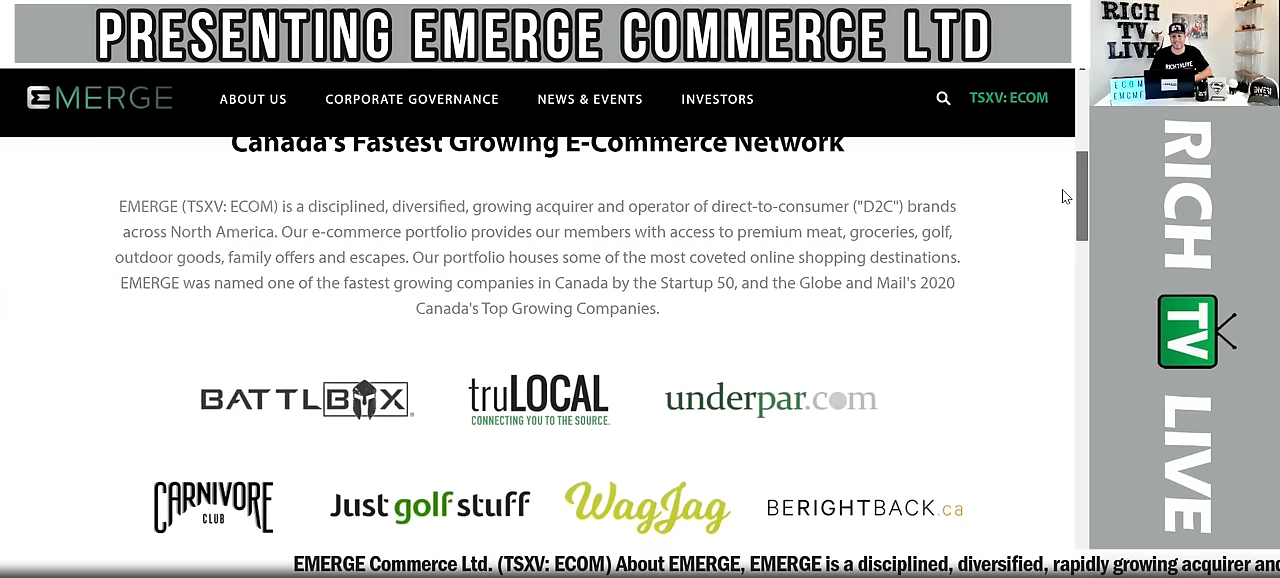 PRESENTING EMERGE COMMERCE LTD
RICH
TV
LIVE
RICHTVLIVE
ECOM
EMCMF
INVEST
EMERGE
ABOUT US
CORPORATE GOVERNANCE
NEWS & EVENTS
INVESTORS
TSXV: ECOM
Canada's Fastest Growing E-Commerce Network
EMERGE (TSXV: ECOM) is a disciplined, diversified, growing acquirer and operator of direct-to-consumer ("D2C") brands
across North America. Our e-commerce portfolio provides our members with access to premium meat, groceries, golf,
outdoor goods, family offers and escapes. Our portfolio houses some of the most coveted online shopping destinations.
EMERGE was named one of the fastest growing companies in Canada by the Startup 50, and the Globe and Mail's 2020
Canada's Top Growing Companies.
BATTLBOX
truLOCAL
CONNECTING YOU TO THE SOURCE.
underpar.com
CARNIVORE
CLUB
Just golf stuff
WagJag
BERIGHTBACK.ca
RICH TV LIVE
EMERGE Commerce Ltd. (TSXV: ECOM) About EMERGE, EMERGE is a disciplined, diversified, rapidly growing acquirer and